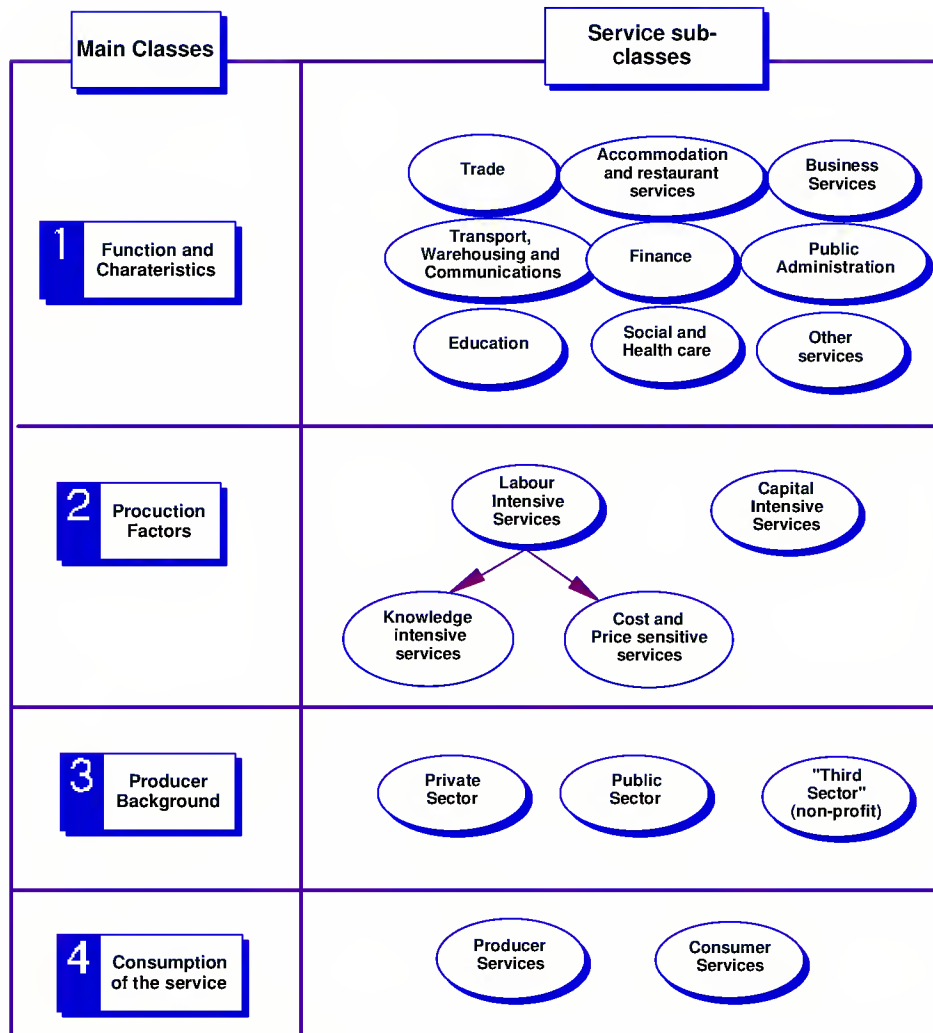 Main Classes
Service sub-
classes
1
Function and
Charateristics
Trade
Accommodation
and restaurant
services
Business
Services
Transport,
Warehousing and
Communications
Finance
Public
Administration
Education
Social and
Health care
Other
services
2
Procuction
Factors
Labour
Intensive
Services
Capital
Intensive
Services
Knowledge
intensive
services
Cost and
Price sensitive
services
3
Producer
Background
Private
Sector
Public
Sector
"Third
Sector"
(non-profit)
4
Consumption
of the service
Producer
Services
Consumer
Services